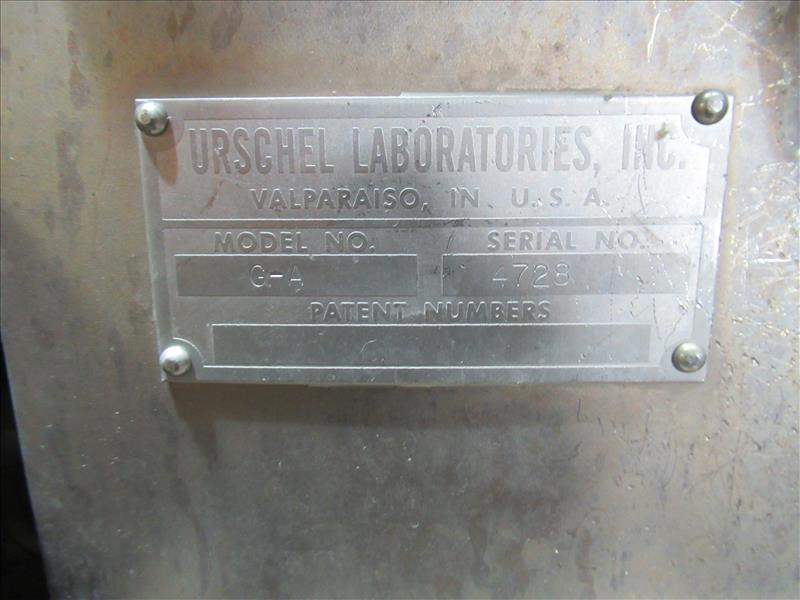 URSCHEL LABORATORIES, INC.
VALPARAISO, IN. U. S. A.
MODEL NO. SERIAL NO.
G-A 4728
PATENT NUMBERS